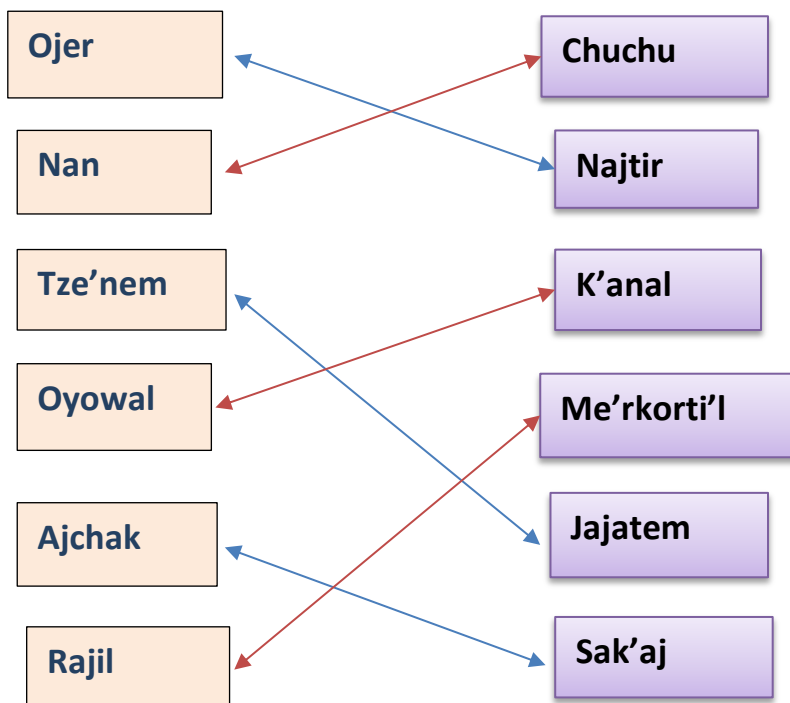 Ojer
Chuchu
Nan
Najtir
Tze’nem
K’anal
Oyowal
Me’rkorti’l
Ajchak
Jajatem
Rajil
Sak’aj